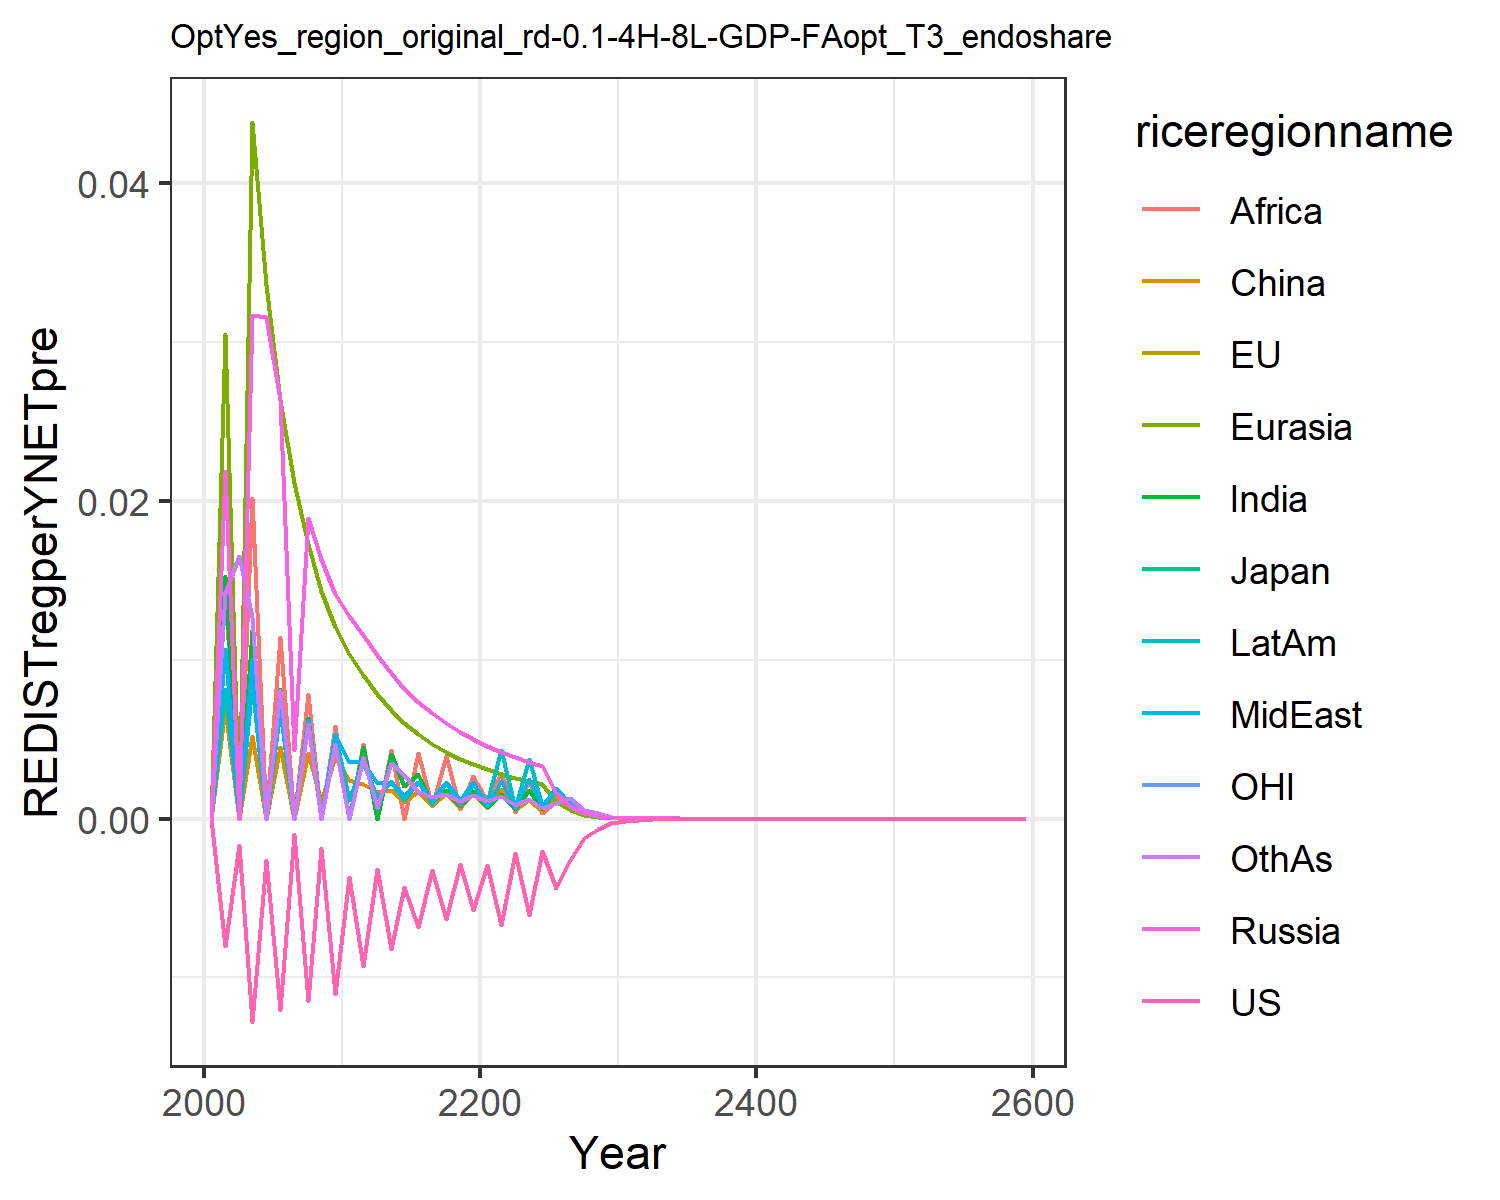 OptYes_region_original_rd-0.1-4H-8L-GDP-FAopt_T3_endoshare
REDISTregperYNETpre
0.04
0.02
0.00
2000
2200
2400
2600
Year
riceregionname
Africa
China
EU
Eurasia
India
Japan
LatAm
MidEast
OHI
OthAs
Russia
US